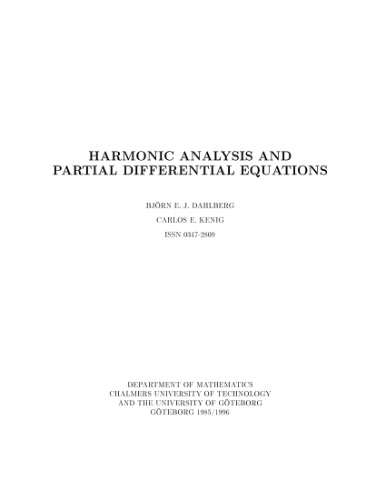 HARMONIC ANALYSIS AND
PARTIAL DIFFERENTIAL EQUATIONS
BJÖRN E. J. DAHLBERG
CARLOS E. KENIG
ISSN 0347-2809
DEPARTMENT OF MATHEMATICS
CHALMERS UNIVERSITY OF TECHNOLOGY
AND THE UNIVERSITY OF GÖTEBORG
GÖTEBORG 1985/1996